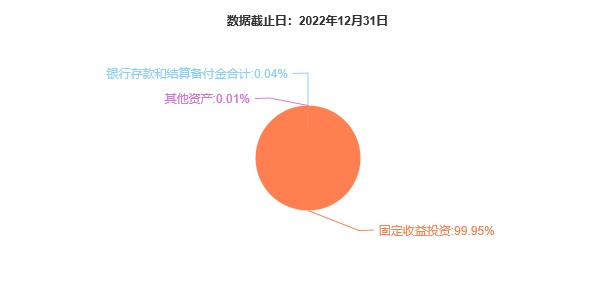 数据截止日：2022年12月31日
银行存款和结算备付金合计:0.04%
其他资产:0.01%
固定收益投资:99.95%